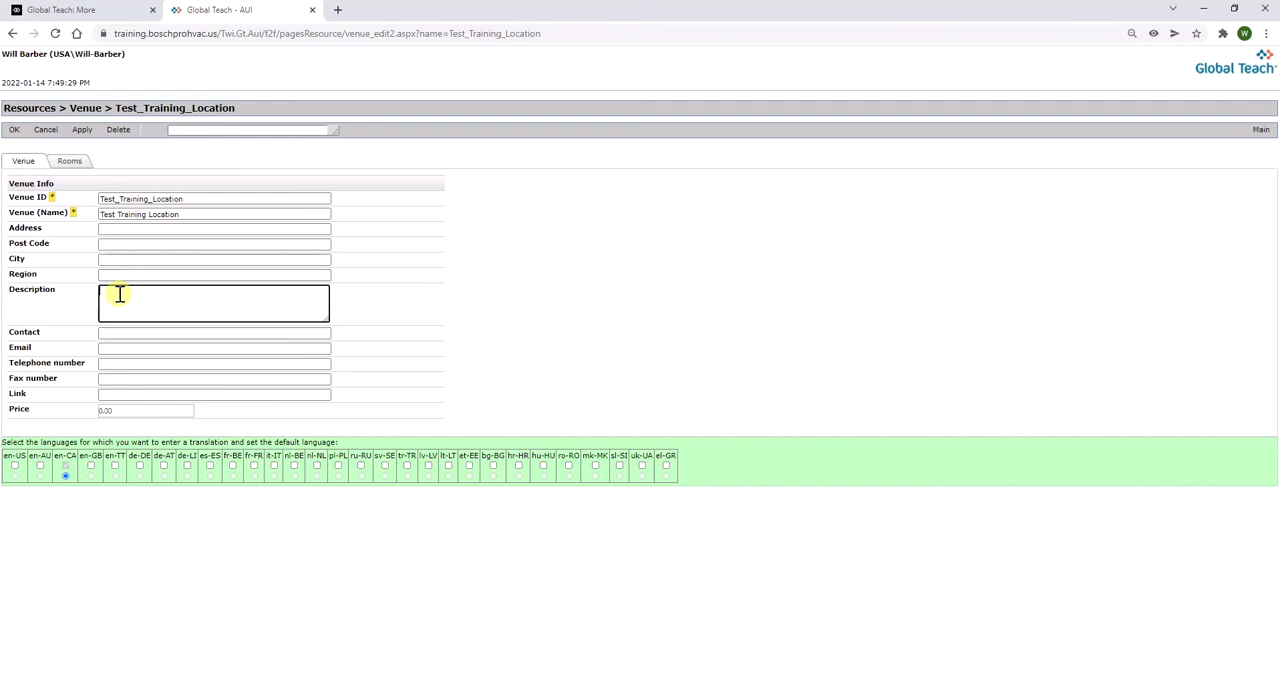 Global Teach: More
Global Teach - AUI
training.boschprohvac.us/Twi.Gt.Aui/f2f/pagesResource/venue_edit2.aspx?name=Test_Training_Location
W
Will Barber (USA\Will-Barber)
Global Teach
2022-01-14 7:49:29 PM
Resources > Venue > Test_Training_Location
OK Cancel Apply Delete Main
Venue Rooms
Venue Info
Venue ID * Test_Training_Location
Venue (Name) * Test Training Location
Address
Post Code
City
Region
Description
Contact
Email
Telephone number
Fax number
Link
Price 0.00
Select the languages for which you want to enter a translation and set the default language:
en-US en-AU en-CA en-GB en-TT de-DE de-AT de-LI es-ES fr-BE fr-FR it-IT nl-BE nl-NL pl-PL ru-RU sv-SE tr-TR lv-LV lt-LT et-EE bg-BG hr-HR hu-HU ro-RO mk-MK sl-SI uk-UA el-GR